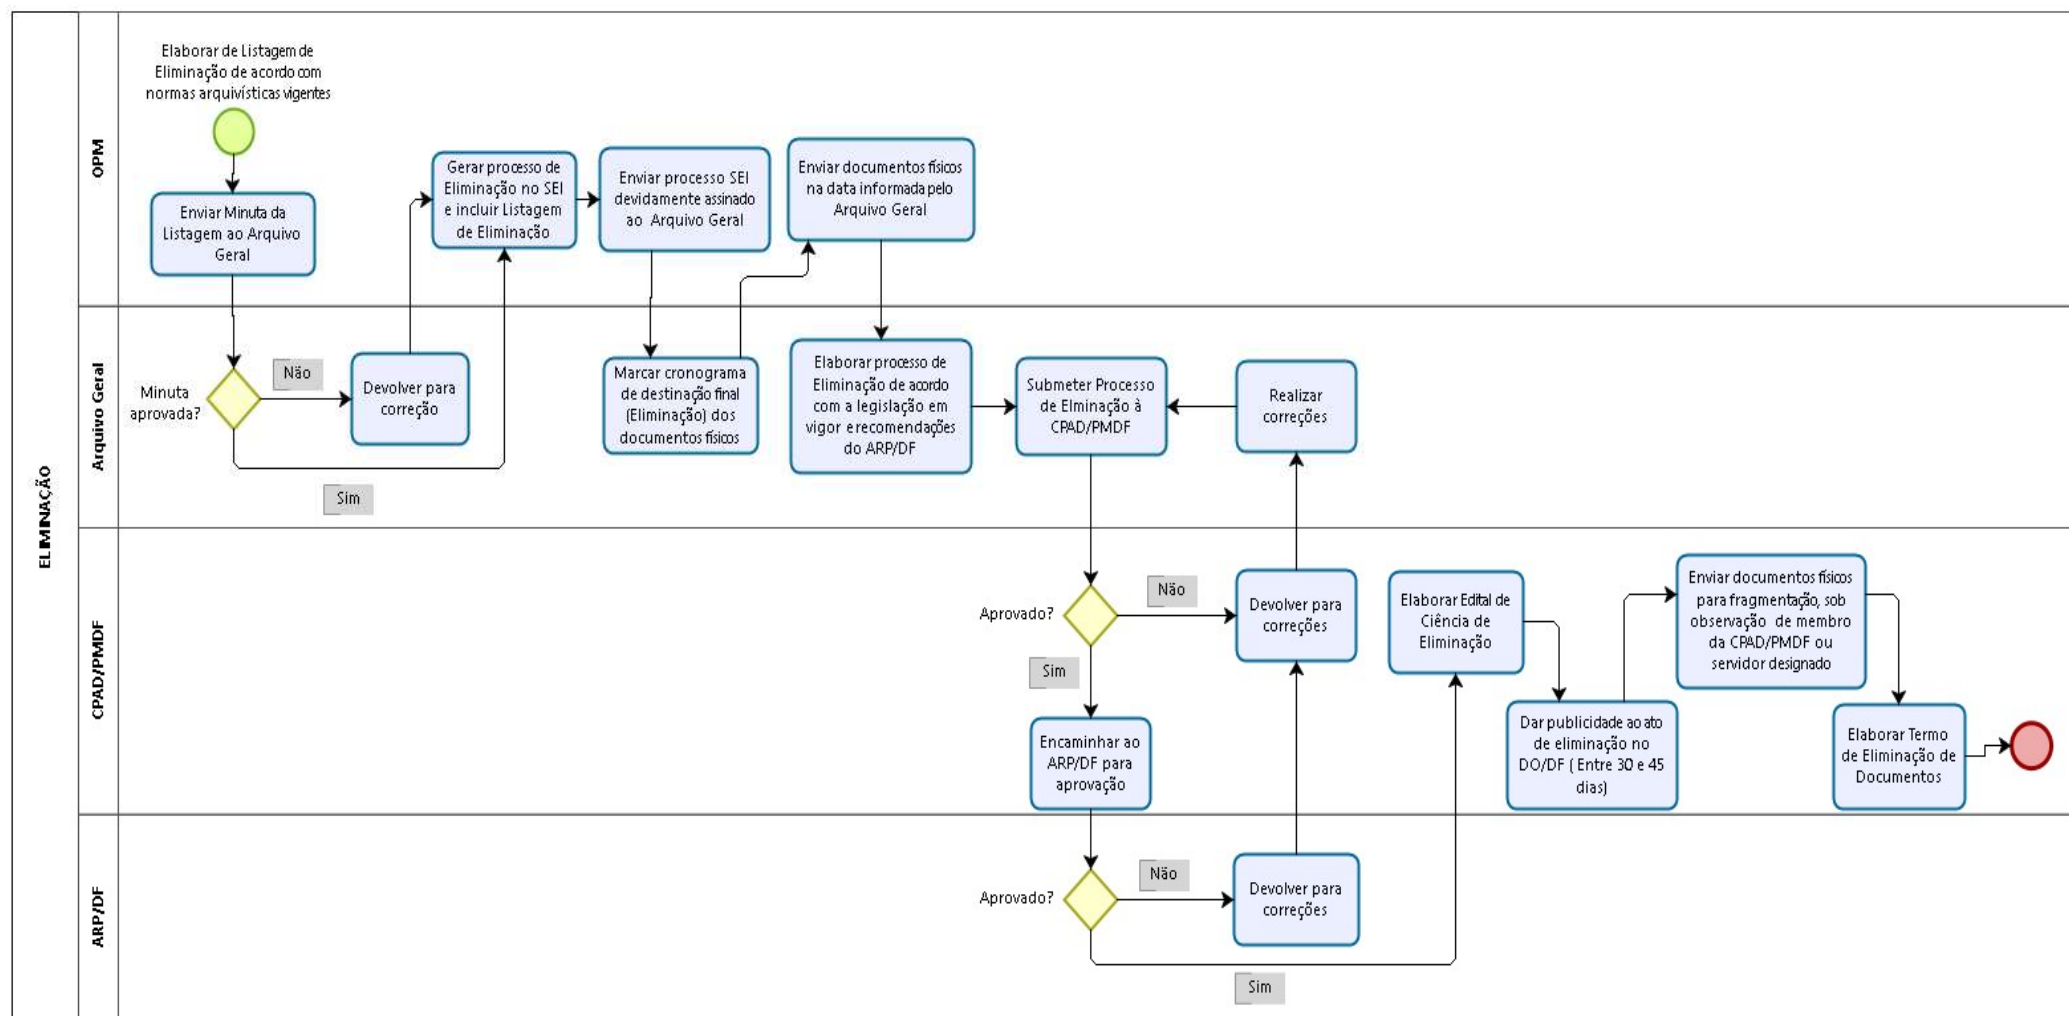 ELIMINAÇÃO
OPM
Elaborar de Listagem de
Eliminação de acordo com
normas arquivísticas vigentes
Enviar Minuta da
Listagem ao Arquivo
Geral
Gerar processo de
Eliminação no SEI
e incluir Listagem
de Eliminação
Enviar processo SEI
devidamente assinado
ao Arquivo Geral
Enviar documentos físicos
na data informada pelo
Arquivo Geral
Arquivo Geral
Minuta
aprovada?
Não
Devolver para
correção
Sim
Marcar cronograma
de destinação final
(Eliminação) dos
documentos físicos
Elaborar processo de
Eliminação de acordo
com a legislação em
vigor e recomendações
do ARP/DF
Submeter Processo
de Elminação à
CPAD/PMDF
Realizar
correções
CPAD/PMDF
Aprovado?
Não
Devolver para
correções
Sim
Encaminhar ao
ARP/DF para
aprovação
Elaborar Edital de
Ciência de
Eliminação
Dar publicidade ao ato
de eliminação no
DO/DF ( Entre 30 e 45
dias)
Enviar documentos físicos
para fragmentação, sob
observação de membro
da CPAD/PMDF ou
servidor designado
Elaborar Termo
de Eliminação de
Documentos
ARP/DF
Aprovado?
Não
Devolver para
correções
Sim